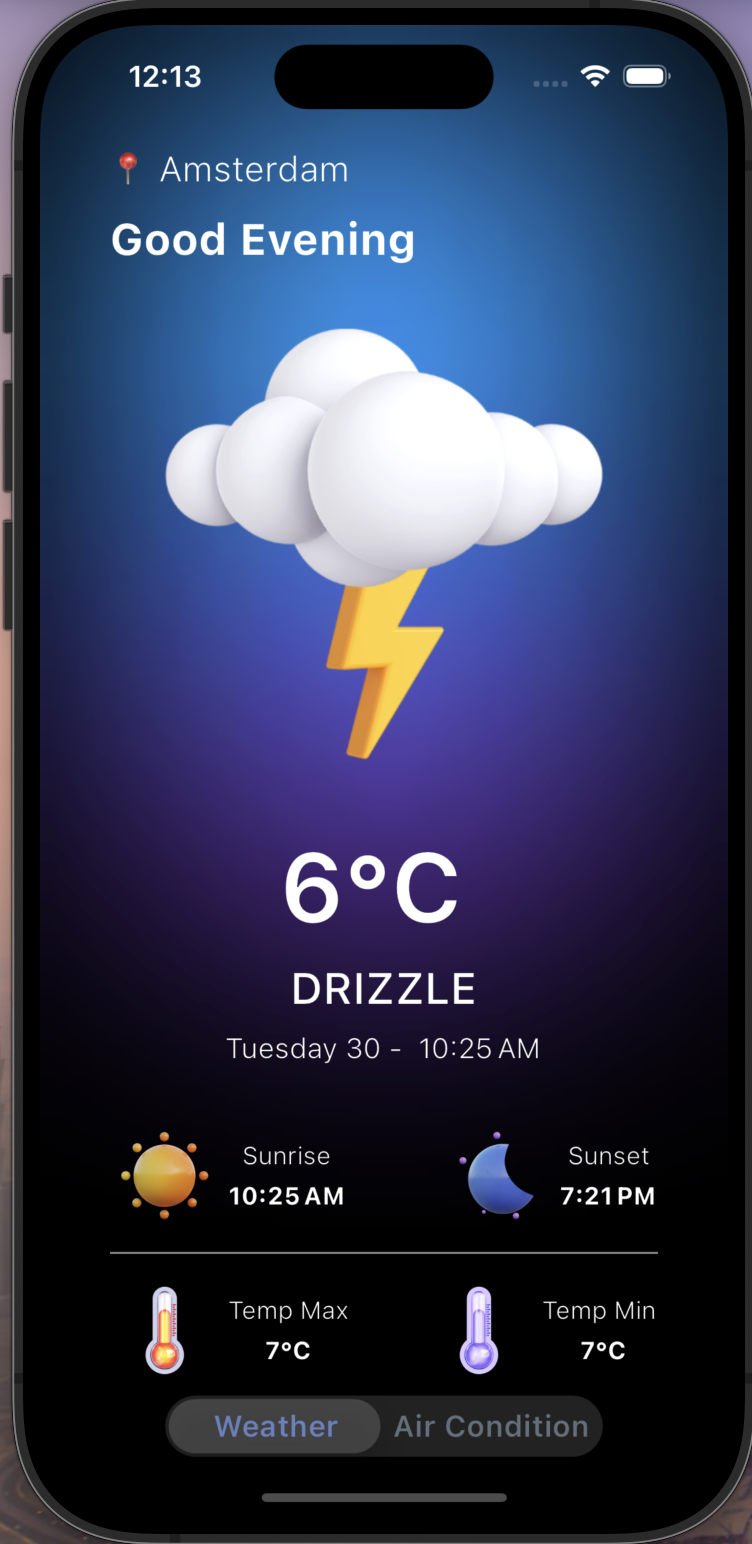 12:13
Amsterdam
Good Evening
6°C
DRIZZLE
Tuesday 30 - 10:25 AM
Sunrise
10:25 AM
Sunset
7:21 PM
Temp Max
7°C
Temp Min
7°C
Weather
Air Condition